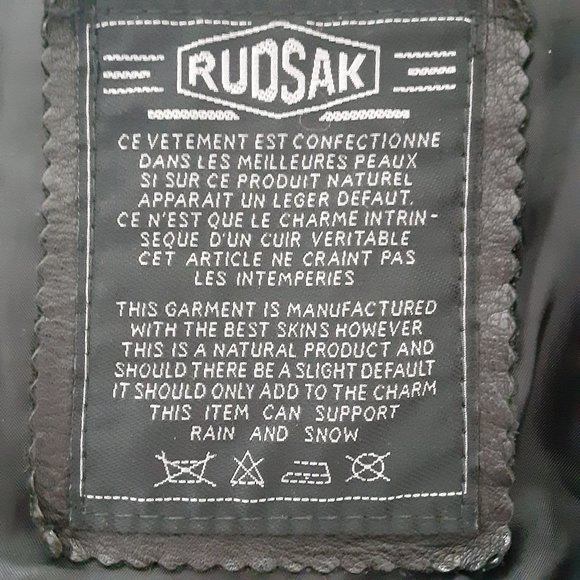 RUDSAK
CE VETEMENT EST CONFECTIONNE
DANS LES MEILLEURES PEAUX
SI SUR CE PRODUIT NATUREL
APPARAIT UN LEGER DEFAUT.
CE N'EST QUE LE CHARME INTRIN-
SEQUE D'UN CUIR VERITABLE
CET ARTICLE NE CRAINT PAS
LES INTEMPERIES
THIS GARMENT IS MANUFACTURED
WITH THE BEST SKINS HOWEVER
THIS IS A NATURAL PRODUCT AND
SHOULD THERE BE A SLIGHT DEFAULT
IT SHOULD ONLY ADD TO THE CHARM
THIS ITEM CAN SUPPORT
RAIN AND SNOW